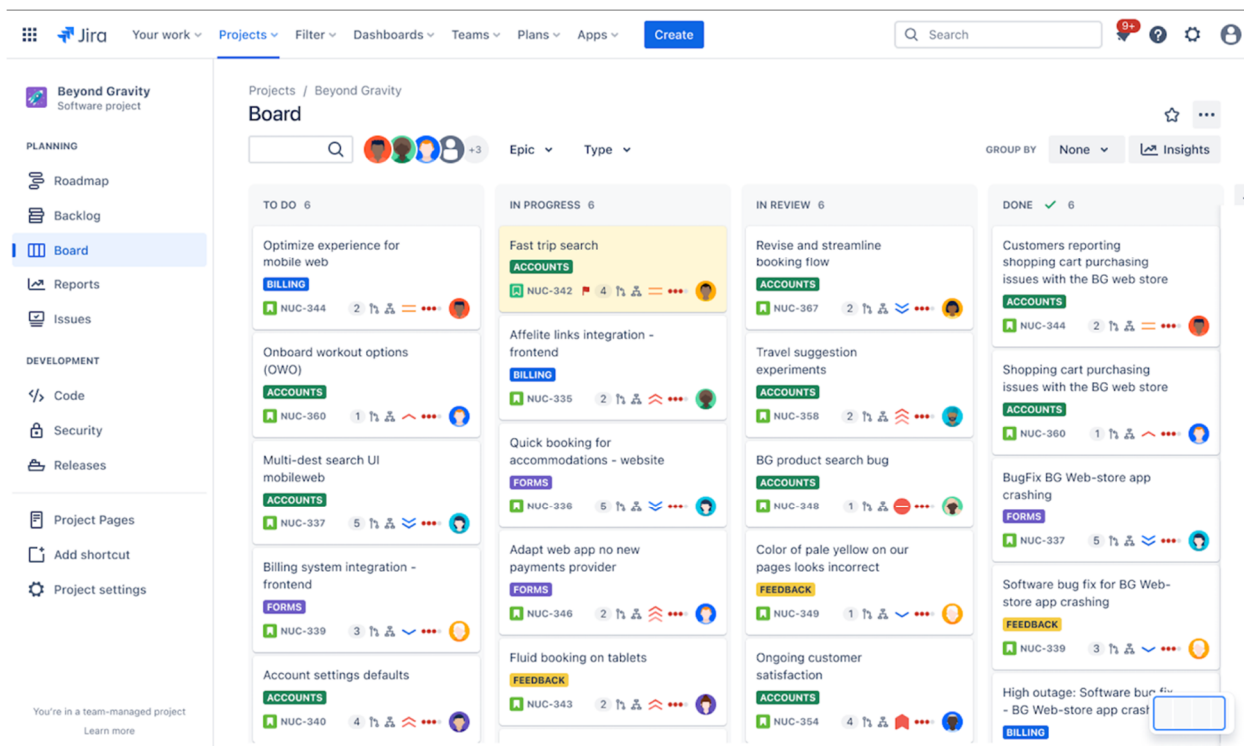 Jira Your work Projects Filter Dashboards Teams Plans Apps Create Search 9+
Beyond Gravity
Software project
PLANNING
Roadmap
Backlog
Board
Reports
Issues
DEVELOPMENT
Code
Security
Releases
Project Pages
Add shortcut
Project settings
You're in a team-managed project
Learn more
Projects / Beyond Gravity
Board
+3 Epic Type GROUP BY None Insights
TO DO 6
Optimize experience for
mobile web
BILLING
NUC-344 2
Onboard workout options
(OWO)
ACCOUNTS
NUC-360 1
Multi-dest search UI
mobileweb
ACCOUNTS
NUC-337 5
Billing system integration -
frontend
FORMS
NUC-339 3
Account settings defaults
ACCOUNTS
NUC-340 4
IN PROGRESS 6
Fast trip search
ACCOUNTS
NUC-342 4
Affelite links integration -
frontend
BILLING
NUC-335 2
Quick booking for
accommodations - website
FORMS
NUC-336 5
Adapt web app no new
payments provider
FORMS
NUC-346 2
Fluid booking on tablets
FEEDBACK
NUC-343 2
IN REVIEW 6
Revise and streamline
booking flow
ACCOUNTS
NUC-367 2
Travel suggestion
experiments
ACCOUNTS
NUC-358 2
BG product search bug
ACCOUNTS
NUC-348 1
Color of pale yellow on our
pages looks incorrect
FEEDBACK
NUC-349 1
Ongoing customer
satisfaction
ACCOUNTS
NUC-354 4
DONE 6
Customers reporting
shopping cart purchasing
issues with the BG web store
ACCOUNTS
NUC-344 2
Shopping cart purchasing
issues with the BG web store
ACCOUNTS
NUC-360 1
BugFix BG Web-store app
crashing
FORMS
NUC-337 5
Software bug fix for BG Web-
store app crashing
FEEDBACK
NUC-339 3
High outage: Software bug fix
- BG Web-store app
BILLING